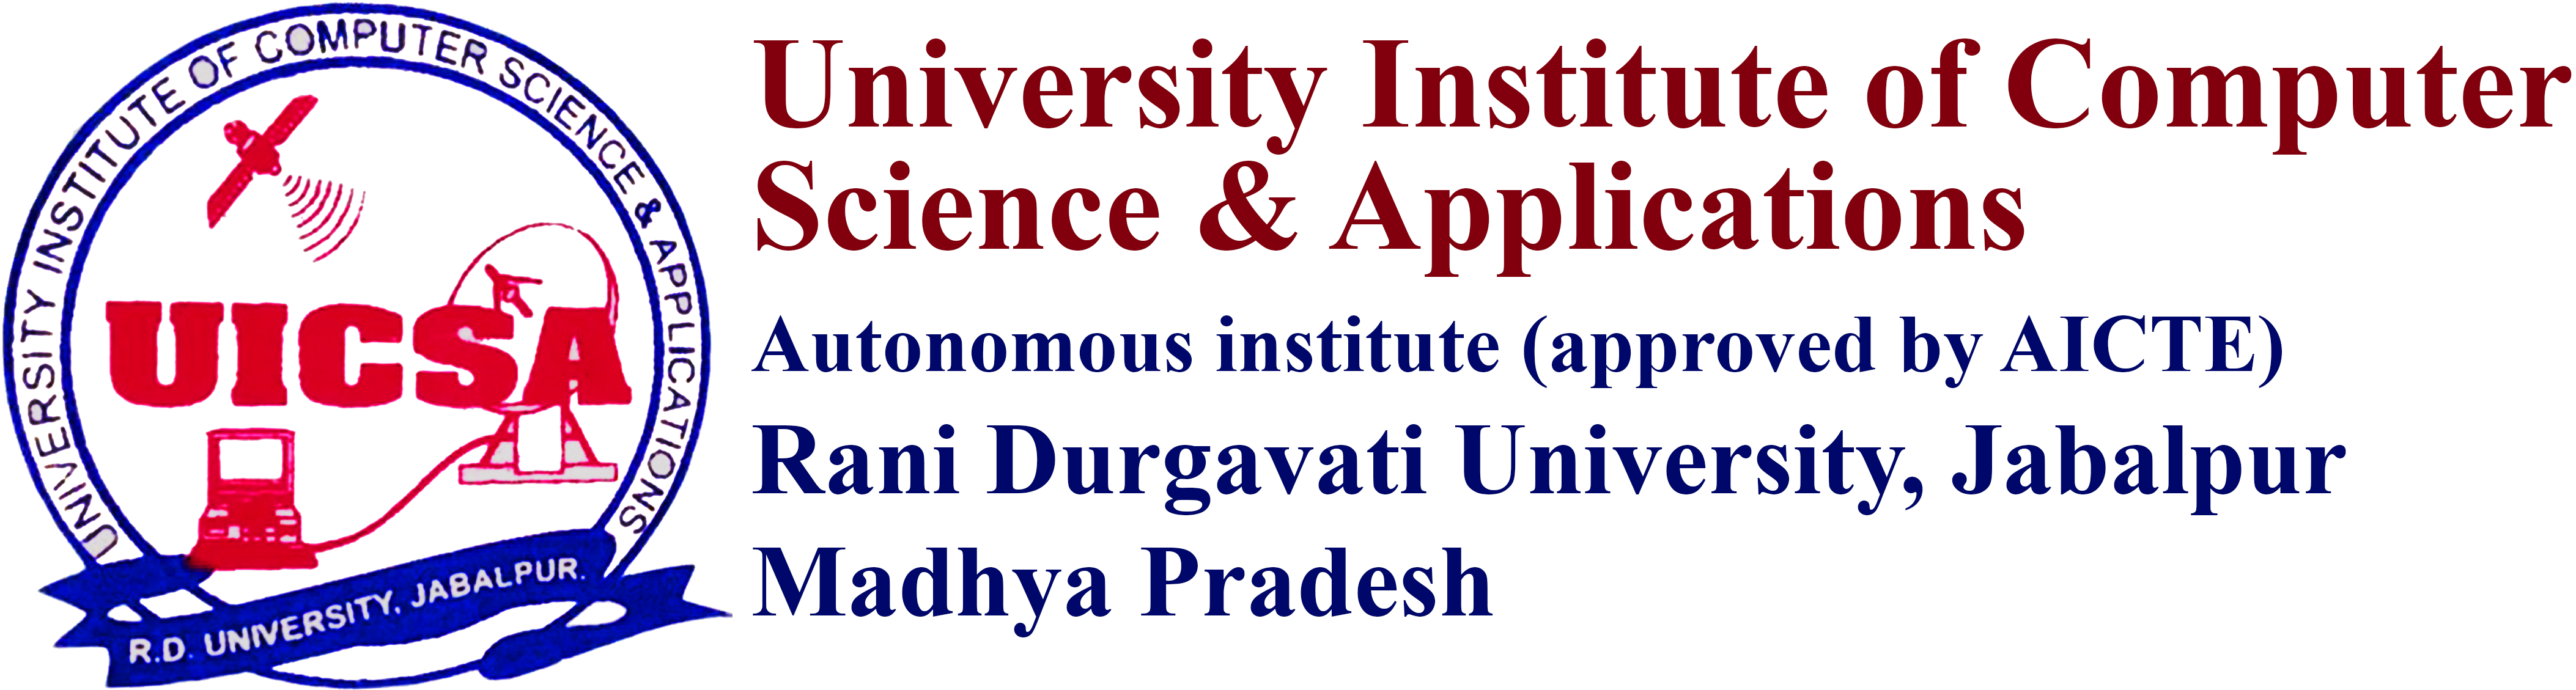 UNIVERSITY INSTITUTE OF COMPUTER SCIENCE & APPLICATIONS
UICSA
R.D. UNIVERSITY, JABALPUR.
University Institute of Computer
Science & Applications
Autonomous institute (approved by AICTE)
Rani Durgavati University, Jabalpur
Madhya Pradesh